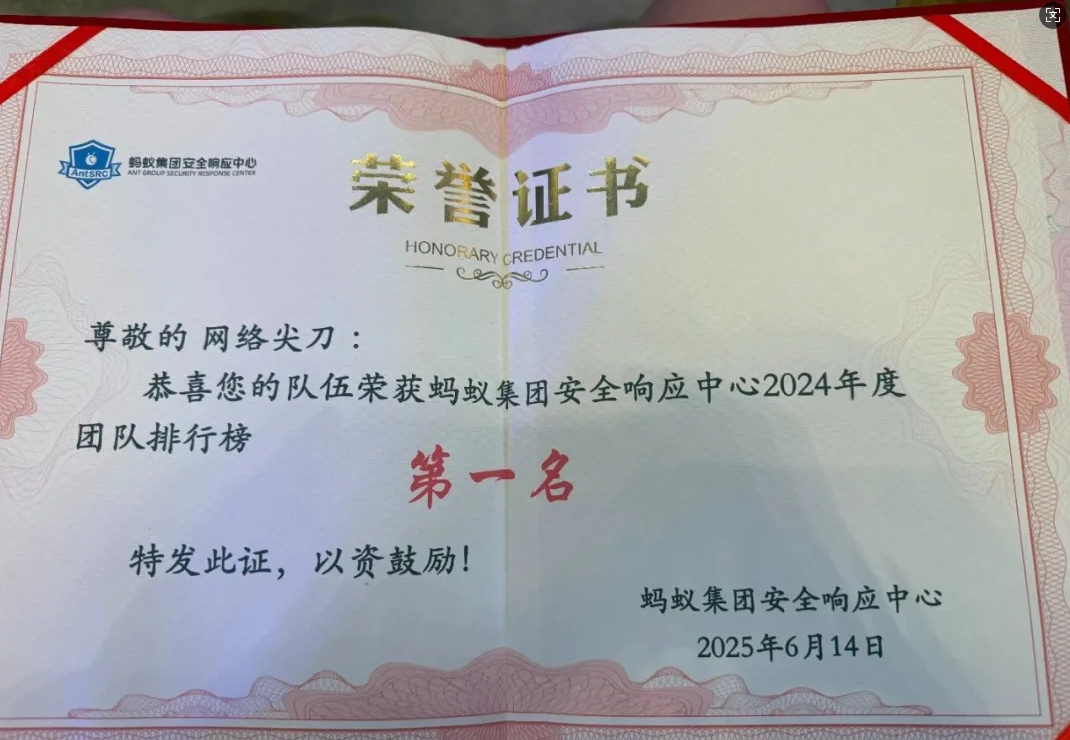 AntSRC
蚂蚁集团安全响应中心
ANT GROUP SECURITY RESPONSE CENTER
荣誉证书
HONORARY CREDENTIAL
尊敬的 网络尖刀：
恭喜您的队伍荣获蚂蚁集团安全响应中心2024年度
团队排行榜
第一名
特发此证，以资鼓励！
蚂蚁集团安全响应中心
2025年6月14日